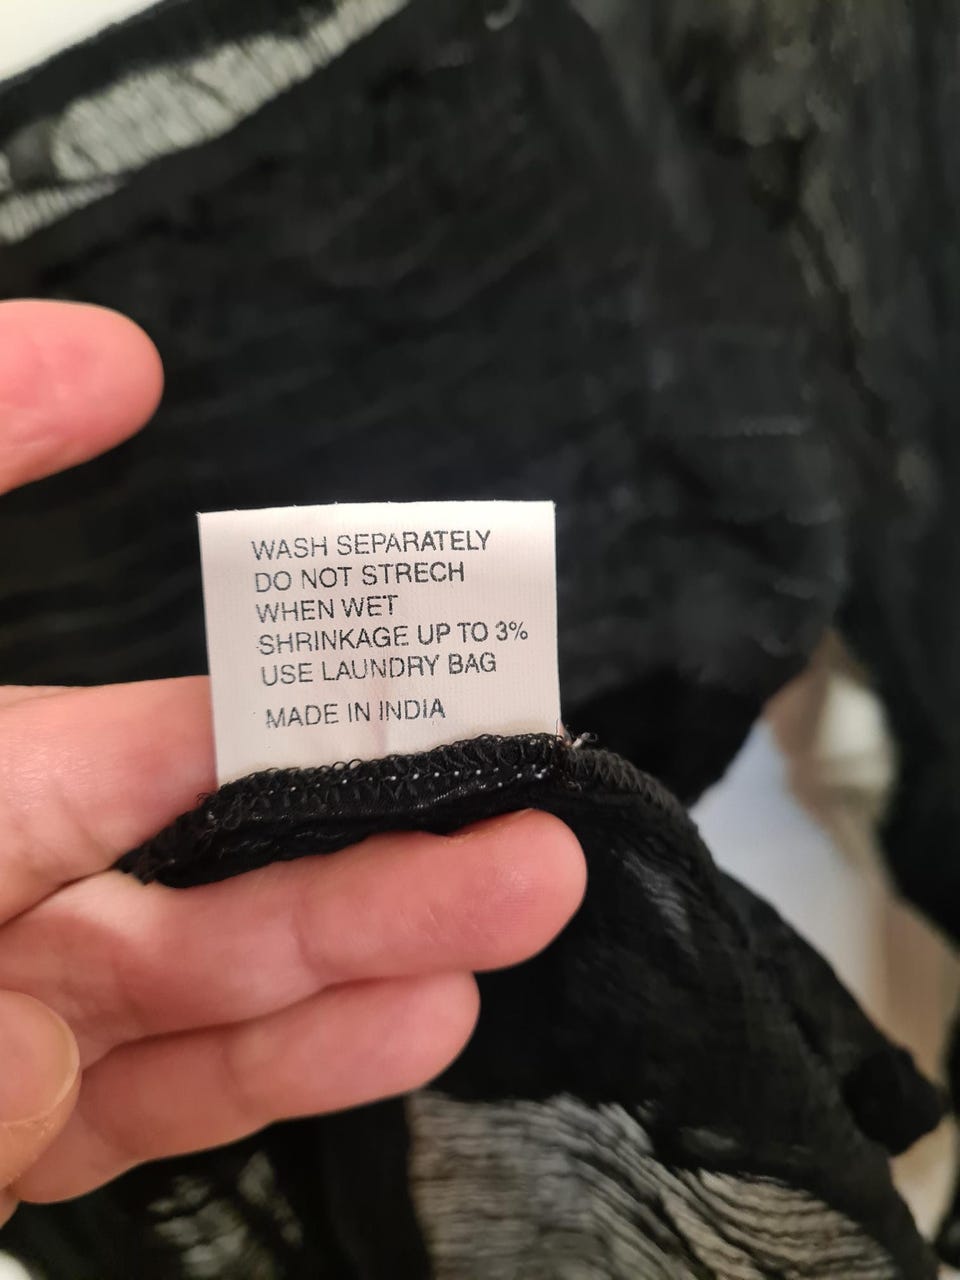 WASH SEPARATELY
DO NOT STRECH
WHEN WET
SHRINKAGE UP TO 3%
USE LAUNDRY BAG
MADE IN INDIA